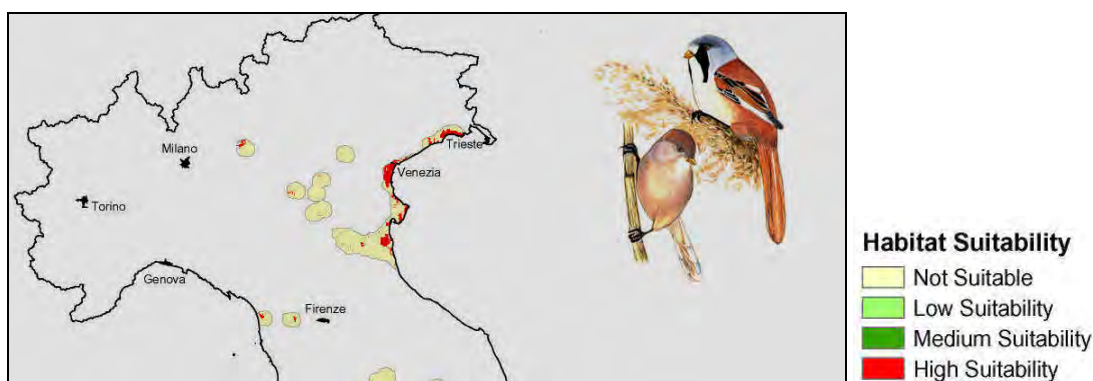 Milano
Trieste
Venezia
Torino
Genova
Firenze
Habitat Suitability
Not Suitable
Low Suitability
Medium Suitability
High Suitability